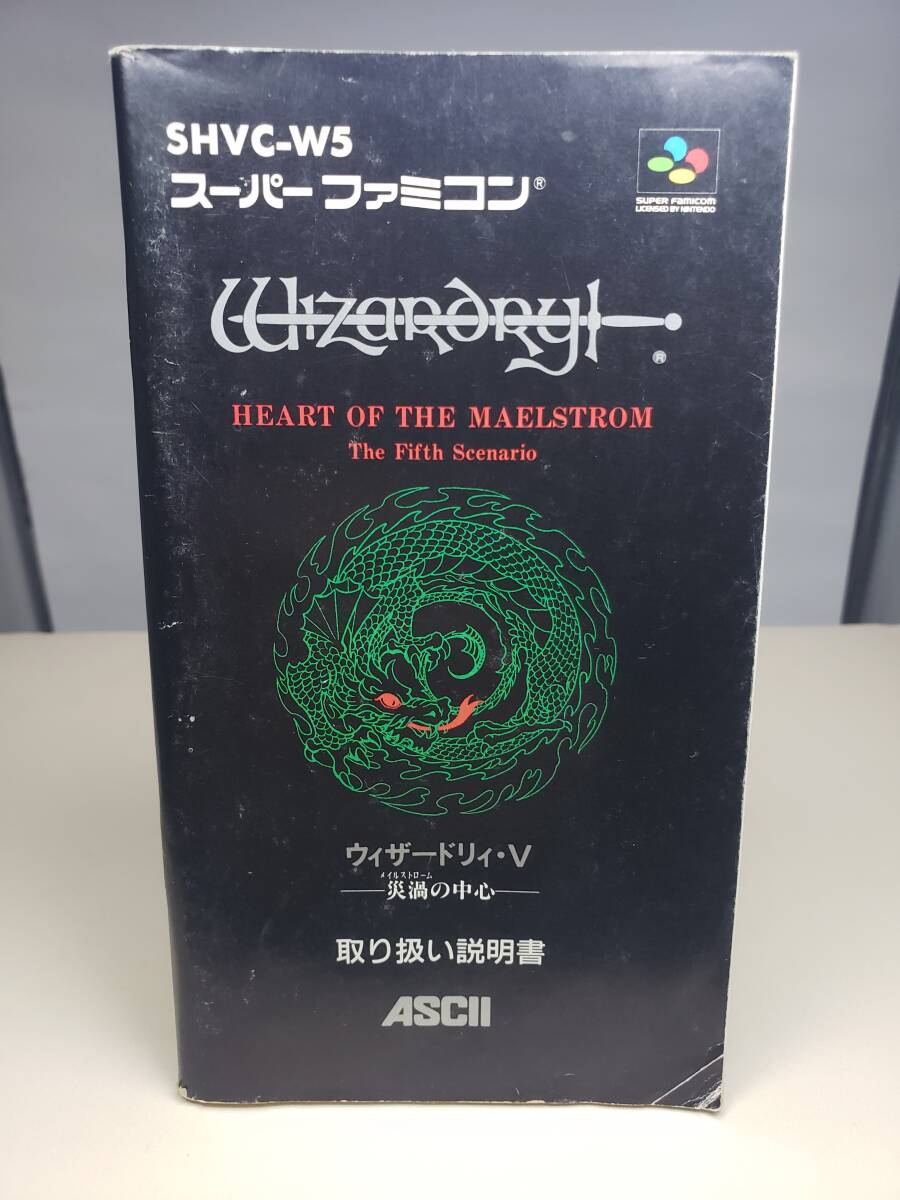 SHVC-W5
スーパーファミコン®
SUPER FAMICOM
LICENSED BY NINTENDO
Wizardry
®
HEART OF THE MAELSTROM
The Fifth Scenario
ウィザードリィ・V
メイルストローム
災渦の中心
取り扱い説明書
ASCII